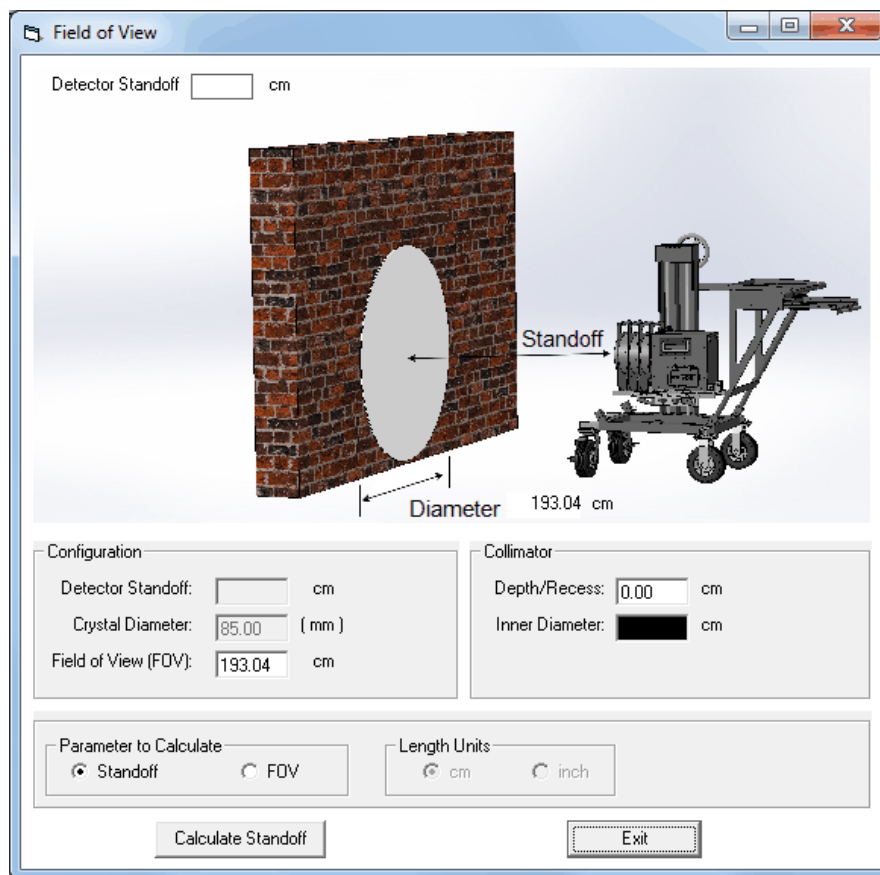 Field of View
Detector Standoff cm
Standoff
Diameter 193.04 cm
Configuration
Detector Standoff: cm
Crystal Diameter: 85.00 ( mm )
Field of View (FOV): 193.04 cm
Collimator
Depth/Recess: 0.00 cm
Inner Diameter: cm
Parameter to Calculate
Standoff FOV
Length Units
cm inch
Calculate Standoff
Exit